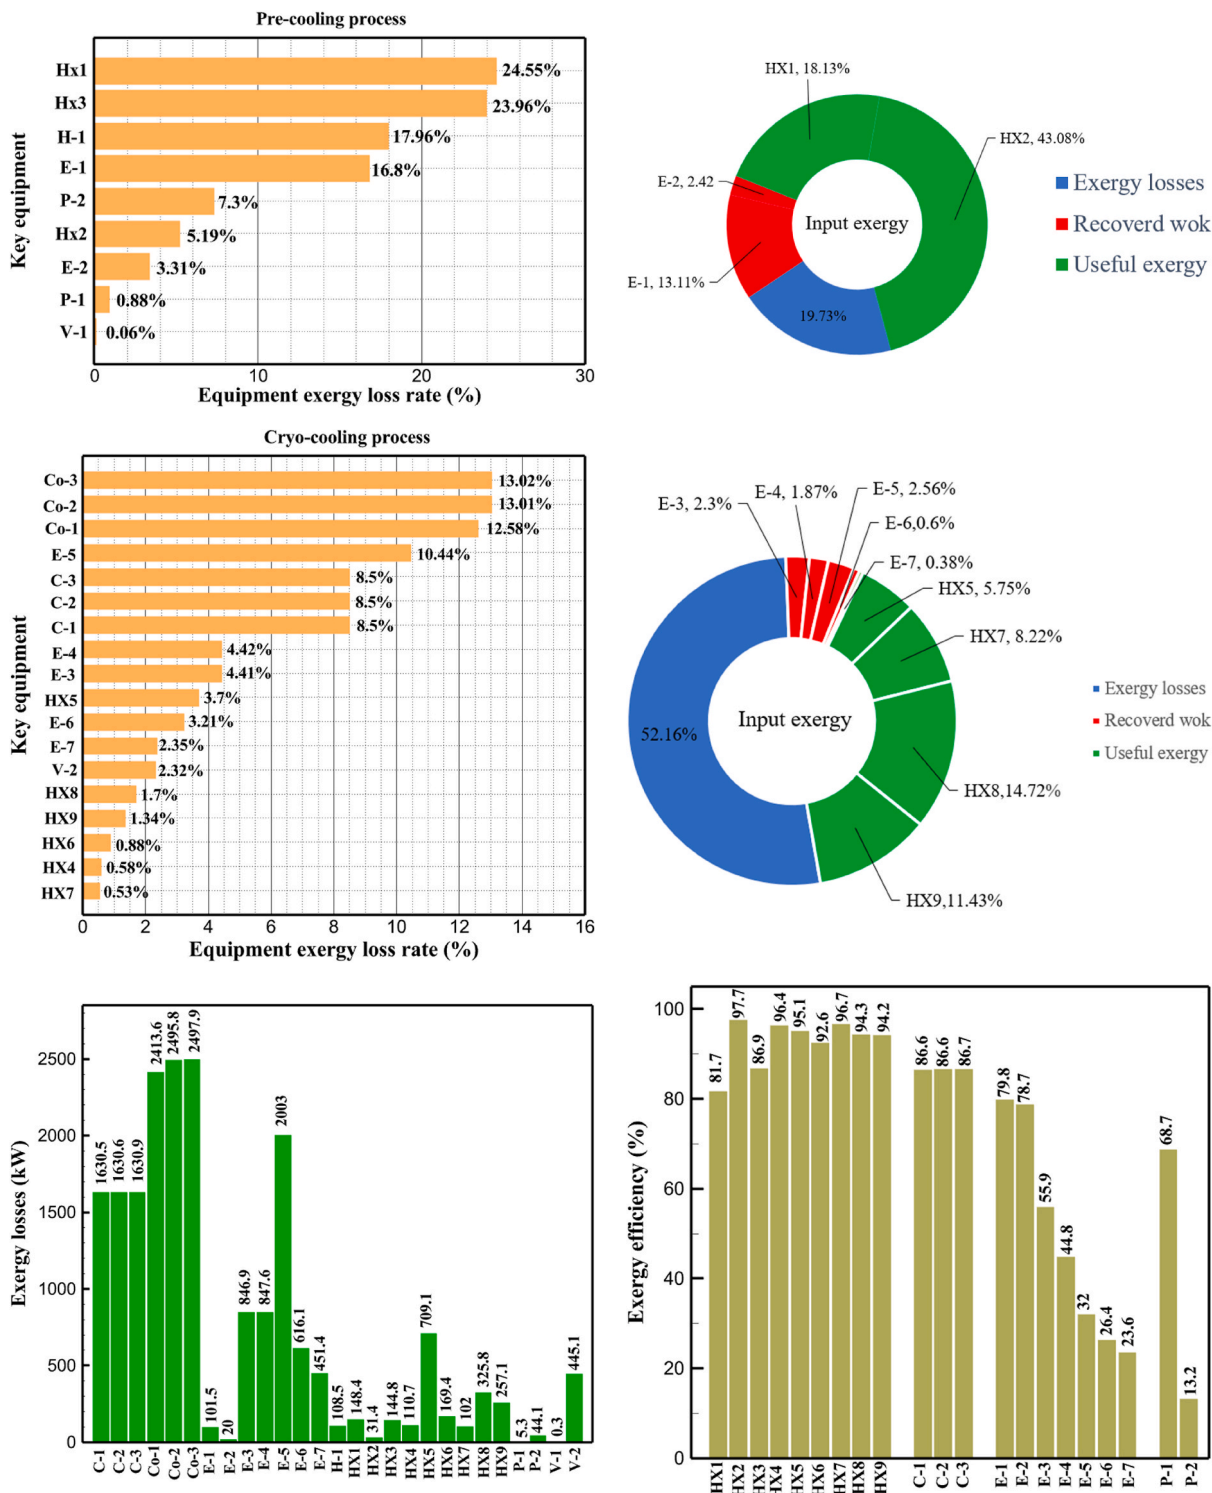 Pre-cooling process
Key equipment
Hx1 24.55%
Hx3 23.96%
H-1 17.96%
E-1 16.8%
P-2 7.3%
Hx2 5.19%
E-2 3.31%
P-1 0.88%
V-1 0.06%
0 10 20 30
Equipment exergy loss rate (%)
HX1, 18.13%
HX2, 43.08%
E-2, 2.42
E-1, 13.11%
19.73%
Input exergy
Exergy losses
Recoverd wok
Useful exergy
Cryo-cooling process
Key equipment
Co-3 13.02%
Co-2 13.01%
Co-1 12.58%
E-5 10.44%
C-3 8.5%
C-2 8.5%
C-1 8.5%
E-4 4.42%
E-3 4.41%
HX5 3.7%
E-6 3.21%
E-7 2.35%
V-2 2.32%
HX8 1.7%
HX9 1.34%
HX6 0.88%
HX4 0.58%
HX7 0.53%
0 2 4 6 8 10 12 14 16
Equipment exergy loss rate (%)
E-3, 2.3%
E-4, 1.87%
E-5, 2.56%
E-6,0.6%
E-7, 0.38%
HX5, 5.75%
HX7, 8.22%
HX8,14.72%
HX9,11.43%
52.16%
Input exergy
Exergy losses
Recoverd wok
Useful exergy
Exergy losses (kW)
2500
2000
1500
1000
500
0
1630.5 1630.6 1630.9 2413.6 2495.8 2497.9 101.5 20 846.9 847.6 2003 616.1 451.4 108.5 148.4 31.4 144.8 110.7 709.1 169.4 102 325.8 257.1 5.3 44.1 0.3 445.1
C-1 C-2 C-3 Co-1 Co-2 Co-3 E-1 E-2 E-3 E-4 E-5 E-6 E-7 H-1 HX1 HX2 HX3 HX4 HX5 HX6 HX7 HX8 HX9 P-1 P-2 V-1 V-2
Exergy efficiency (%)
100
80
60
40
20
0
81.7 97.7 86.9 96.4 95.1 92.6 96.7 94.3 94.2 86.6 86.6 86.7 79.8 78.7 55.9 44.8 32 26.4 23.6 68.7 13.2
HX1 HX2 HX3 HX4 HX5 HX6 HX7 HX8 HX9 C-1 C-2 C-3 E-1 E-2 E-3 E-4 E-5 E-6 E-7 P-1 P-2